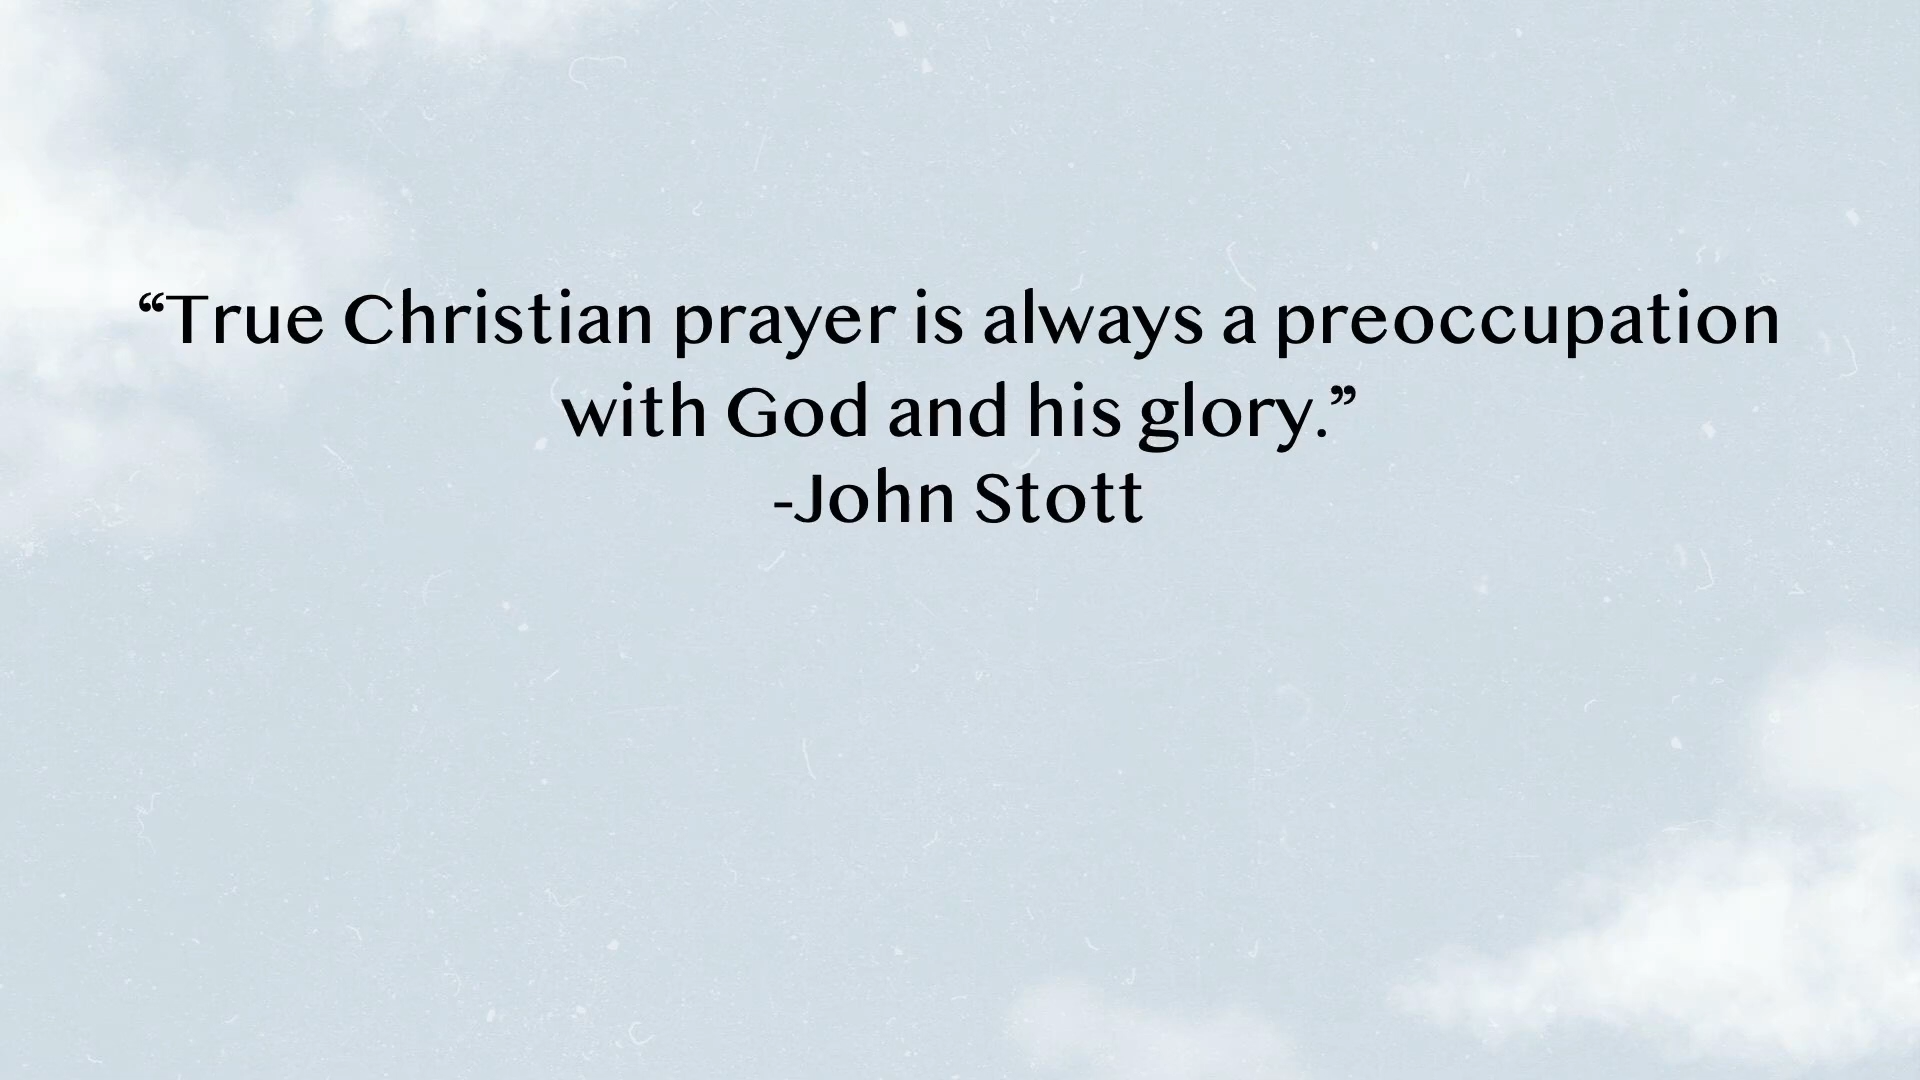 “True Christian prayer is always a preoccupation
with God and his glory.”
-John Stott